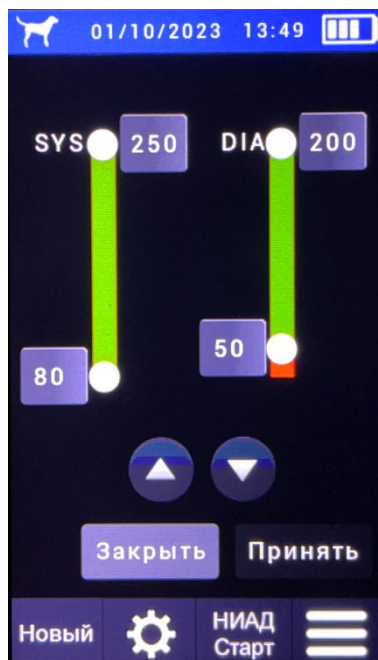 01/10/2023 13:49
SYS 250 DIA 200
50
80
Закрыть Принять
Новый НИАД
Старт